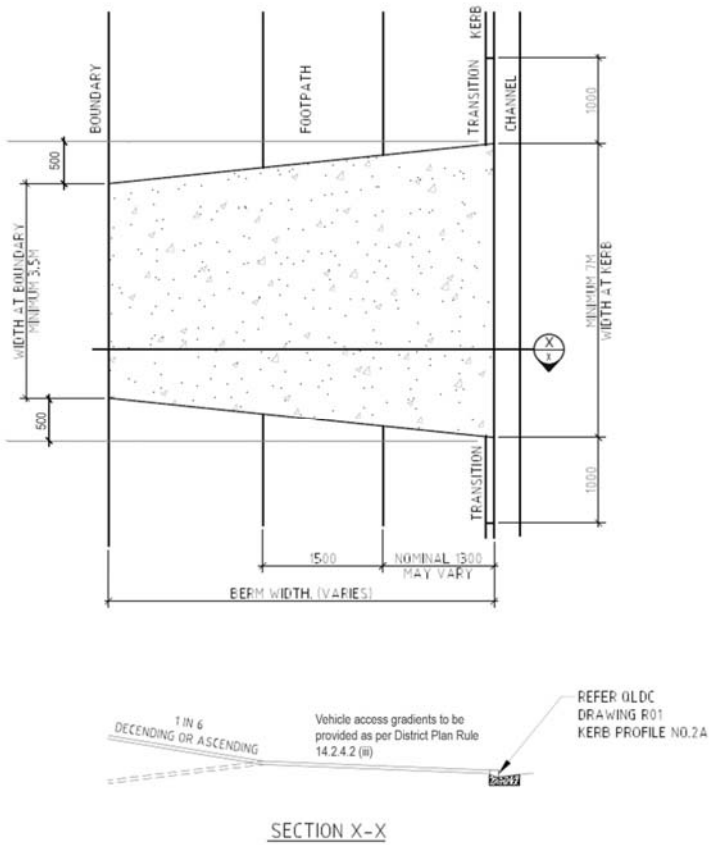 KERB
TRANSITION
CHANNEL
BOUNDARY
FOOTPATH
1000
500
WIDTH AT BOUNDARY
MINIMUM 3.5M
MINIMUM 7M
WIDTH AT KERB
X
X
500
TRANSITION
1000
1500
NOMINAL 1300
MAY VARY
BERM WIDTH. (VARIES)
1 IN 6
DECENDING OR ASCENDING
Vehicle access gradients to be
provided as per District Plan Rule
14.2.4.2 (iii)
REFER QLDC
DRAWING R01
KERB PROFILE NO.2A
SECTION X-X